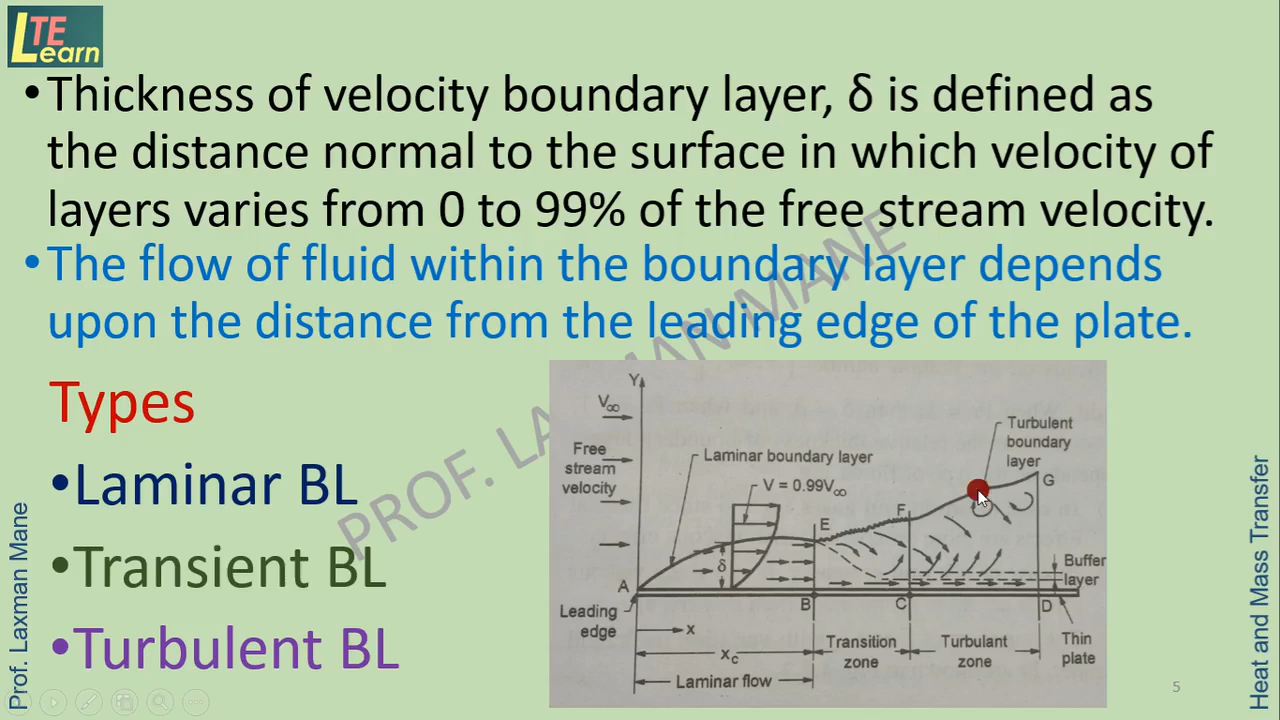 LTE
Learn
•Thickness of velocity boundary layer, δ is defined as
the distance normal to the surface in which velocity of
layers varies from 0 to 99% of the free stream velocity.
•The flow of fluid within the boundary layer depends
upon the distance from the leading edge of the plate.
Types
•Laminar BL
•Transient BL
•Turbulent BL
PROF. LAXMAN MANE
Prof. Laxman Mane
Heat and Mass Transfer
Y
V∞
Free
stream
velocity
Laminar boundary layer
V = 0.99V∞
Turbulent
boundary
layer
G
E
F
δ
Buffer
layer
A
B
C
D
Leading
edge
x
xc
Laminar flow
Transition
zone
Turbulant
zone
Thin
plate
5